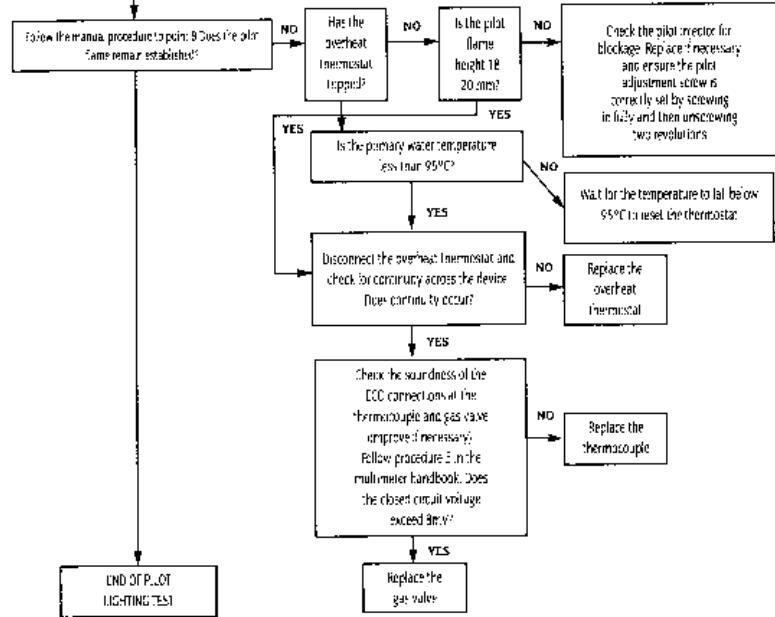 Follow the manual procedure to point 9 Does the pilot
flame remain established?
NO
Has the
overheat
thermostat
tripped?
NO
Is the pilot
flame
height 18
20 mm?
NO
Check the pilot injector for
blockage. Replace if necessary
and ensure the pilot
adjustment screw is
correctly set by screwing
in fully and then unscrewing
two revolutions
YES
YES
Is the primary water temperature
less than 95°C?
NO
Wait for the temperature to fall below
95°C to reset the thermostat
YES
Disconnect the overheat thermostat and
check for continuity across the device
Does continuity occur?
NO
Replace the
overheat
thermostat
YES
Check the soundness of the
ECO connections at the
thermocouple and gas valve
(improve if necessary)
Follow procedure in the
multimeter handbook. Does
the closed circuit voltage
exceed 8mV?
NO
Replace the
thermocouple
YES
Replace the
gas valve
END OF PILOT
LIGHTING TEST